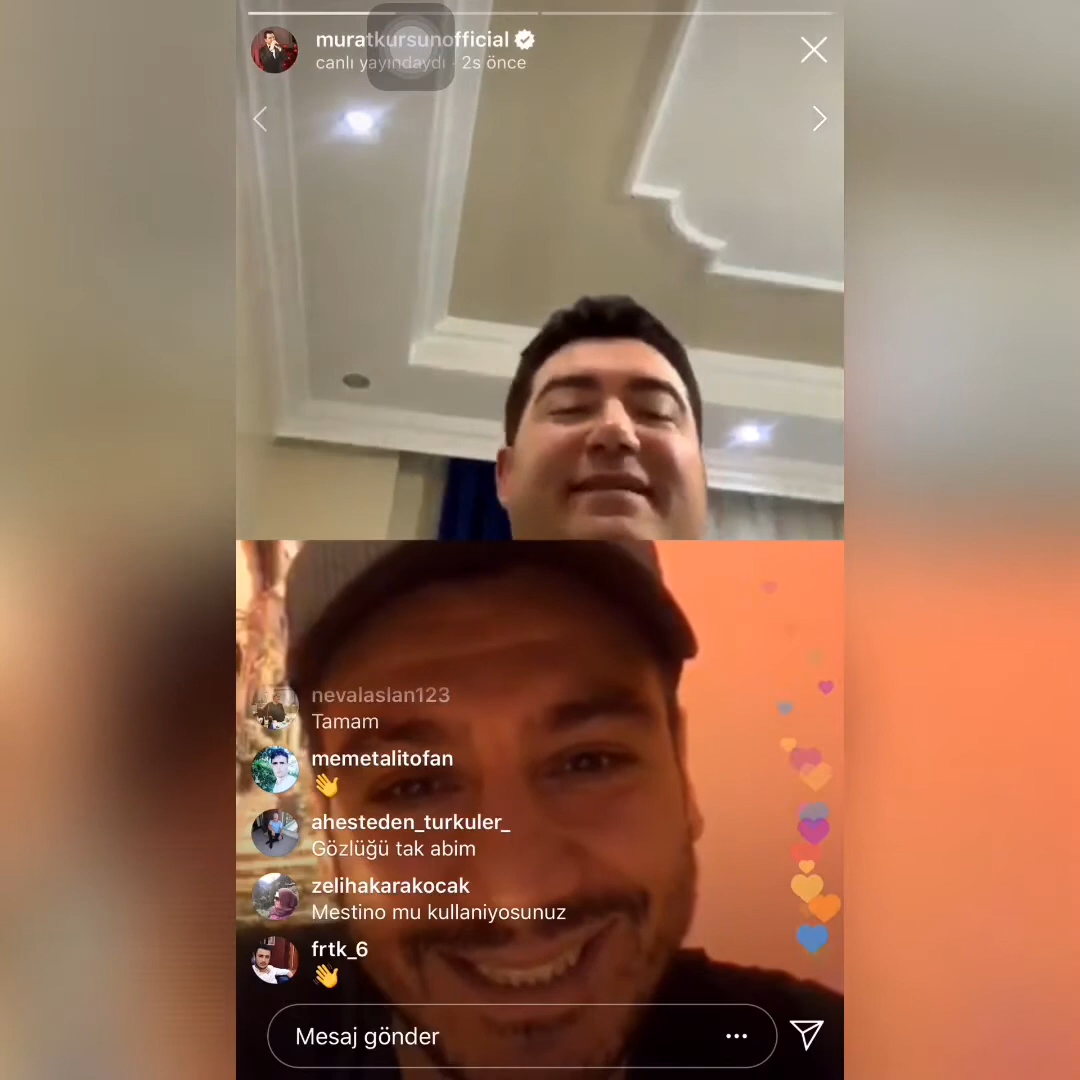 muratkursunofficial
canlı yayındaydı · 2s önce
nevalaslan123
Tamam
memetalitofan
👋
ahesteden_turkuler_
Gözlüğü tak abim
zelihakarakocak
Mestino mu kullaniyosunuz
frtk_6
👋
Mesaj gönder